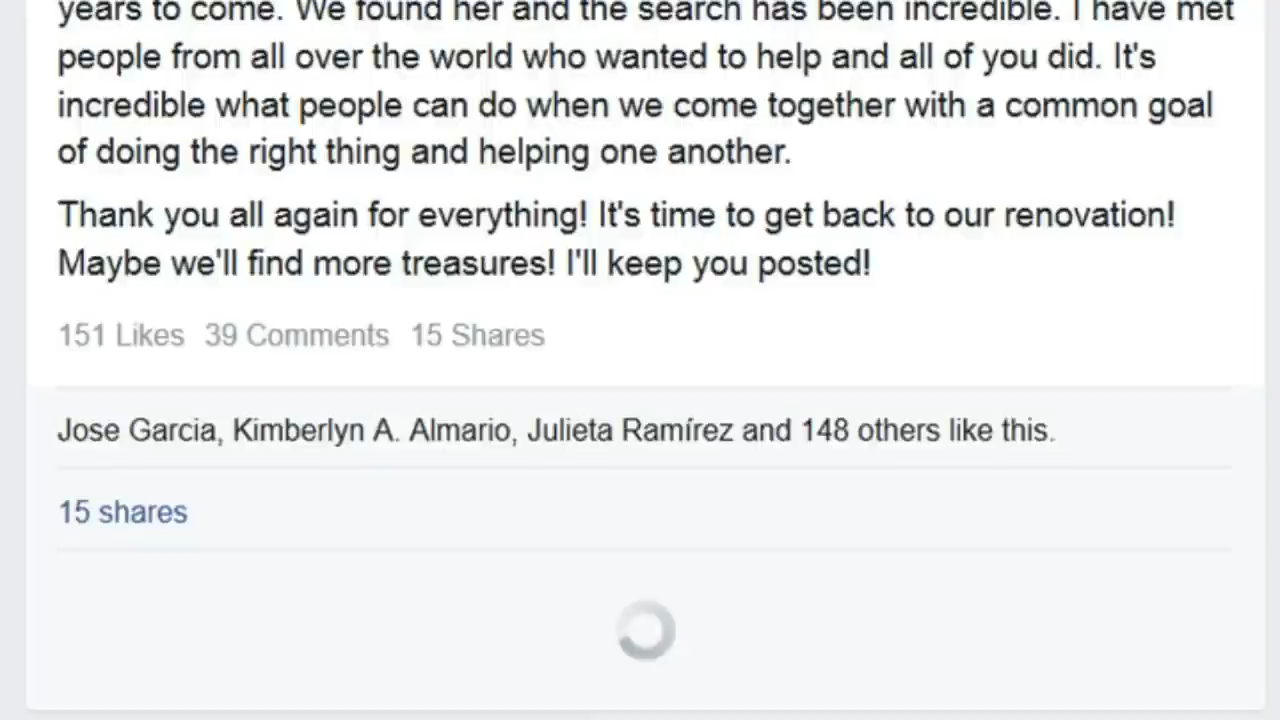 years to come. We found her and the search has been incredible. I have met
people from all over the world who wanted to help and all of you did. It's
incredible what people can do when we come together with a common goal
of doing the right thing and helping one another.
Thank you all again for everything! It's time to get back to our renovation!
Maybe we'll find more treasures! I'll keep you posted!
151 Likes 39 Comments 15 Shares
Jose Garcia, Kimberlyn A. Almario, Julieta Ramírez and 148 others like this.
15 shares